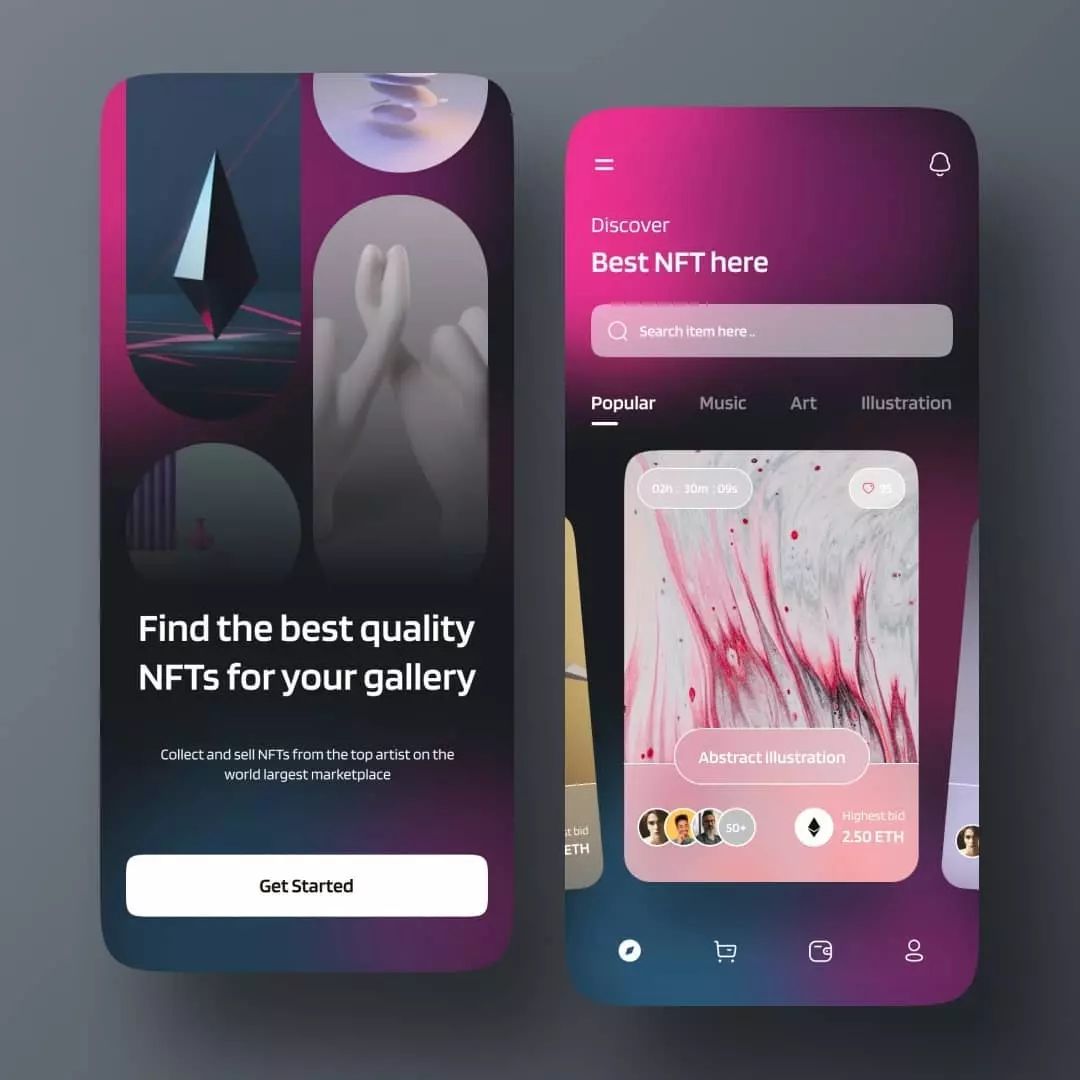 Find the best quality
NFTs for your gallery
Collect and sell NFTs from the top artist on the
world largest marketplace
Get Started
Discover
Best NFT here
Search item here ..
Popular Music Art Illustration
02h : 30m : 09s
95
Abstract illustration
50+
Highest bid
2.50 ETH
bid
ETH